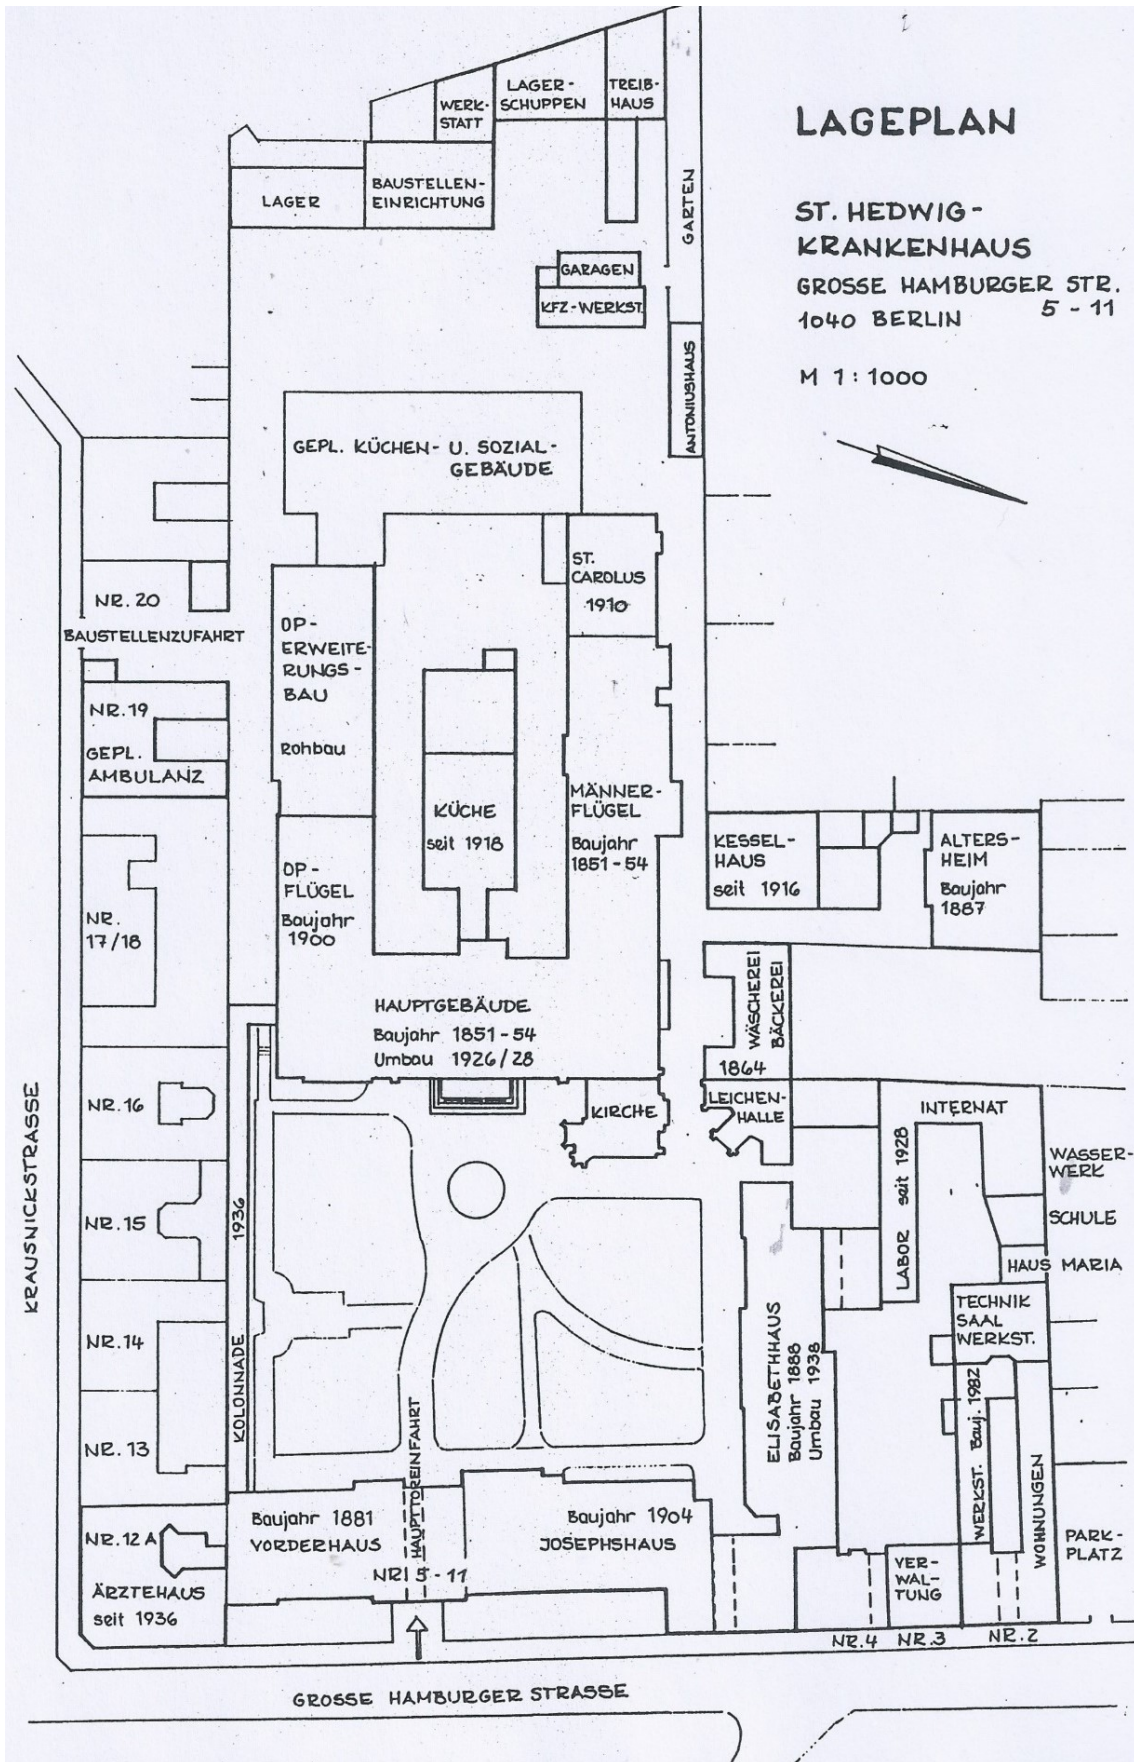 LAGEPLAN
ST. HEDWIG-
KRANKENHAUS
GROSSE HAMBURGER STR.
5 - 11
1040 BERLIN
M 1:1000
LAGER-
SCHUPPEN
TREIB-
HAUS
WERK-
STATT
LAGER
BAUSTELLEN-
EINRICHTUNG
GARTEN
GARAGEN
KFZ-WERKST.
ANTONIUSHAUS
GEPL. KÜCHEN- U. SOZIAL-
GEBÄUDE
ST.
CAROLUS
1910
NR. 20
BAUSTELLENZUFAHRT
OP-
ERWEITE-
RUNGS-
BAU
Rohbau
NR. 19
GEPL.
AMBULANZ
KÜCHE
seit 1918
MÄNNER-
FLÜGEL
Baujahr
1851-54
KESSEL-
HAUS
seit 1916
ALTERS-
HEIM
Baujahr
1887
OP-
FLÜGEL
Baujahr
1900
NR.
17/18
HAUPTGEBÄUDE
Baujahr 1851-54
Umbau 1926/28
WÄSCHEREI
BÄCKEREI
1864
NR. 16
KIRCHE
LEICHEN-
HALLE
INTERNAT
WASSER-
WERK
SCHULE
HAUS MARIA
LABOR seit 1928
KRAUSNICKSTRASSE
NR. 15
KOLONNADE 1936
NR. 14
NR. 13
TECHNIK
SAAL
WERKST.
ELISABETHHAUS
Baujahr 1888
Umbau 1938
WERKST. Bauj. 1982
WOHNUNGEN
PARK-
PLATZ
HAUPTTOREINFAHRT
NR. 12 A
ÄRZTEHAUS
seit 1936
Baujahr 1881
VORDERHAUS
Baujahr 1904
JOSEPHSHAUS
NR. 5 - 11
VER-
WAL-
TUNG
NR. 4
NR. 3
NR. 2
GROSSE HAMBURGER STRASSE